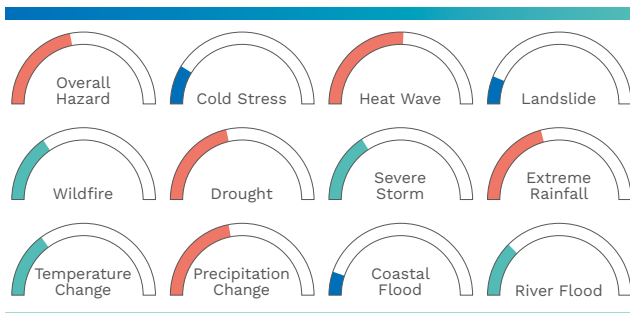 Overall
Hazard
Cold Stress
Heat Wave
Landslide
Wildfire
Drought
Severe
Storm
Extreme
Rainfall
Temperature
Change
Precipitation
Change
Coastal
Flood
River Flood